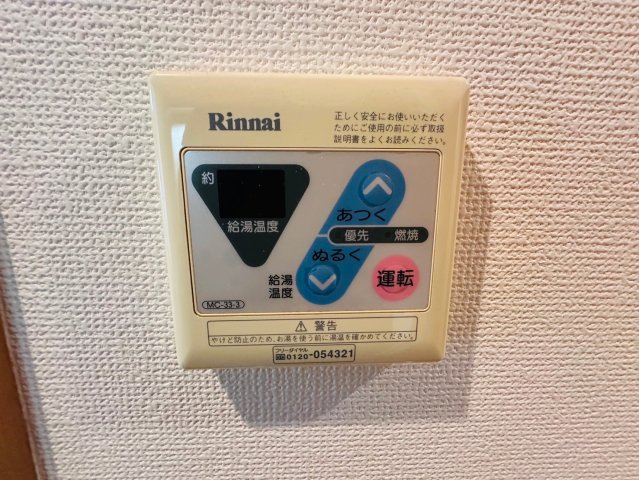 Rinnai
正しく安全にお使いいただく
ためにご使用の前に必ず取扱
説明書をよくお読みください。
約
給湯温度
あつく
優先 燃焼
ぬるく
給湯
温度
運転
MC-33-3
⚠ 警告
やけど防止のため、お湯を使う前に湯温を確かめてください。
フリーダイヤル
0120-054321